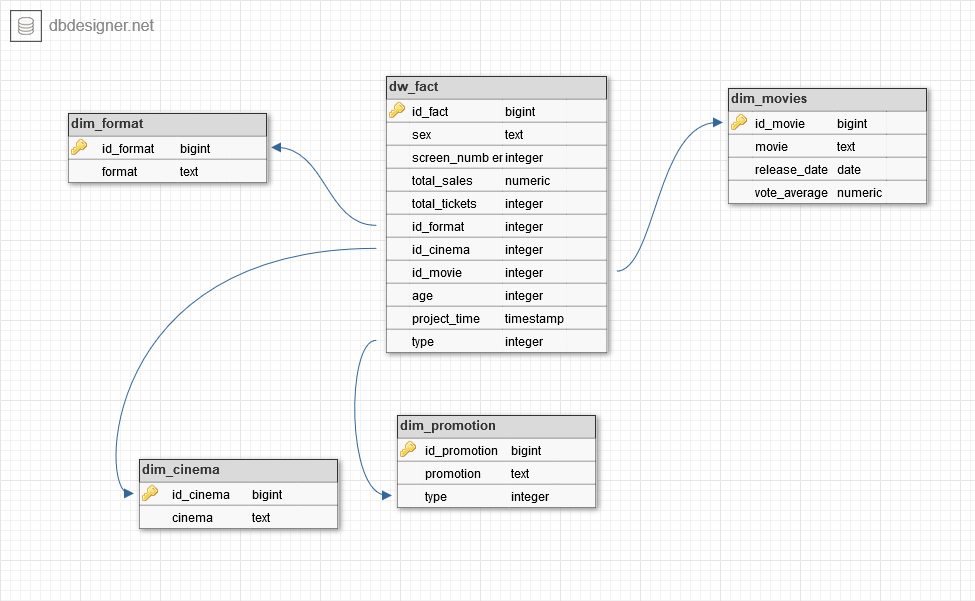 dbdesigner.net
dw_fact
id_fact bigint
sex text
screen_numb er integer
total_sales numeric
total_tickets integer
id_format integer
id_cinema integer
id_movie integer
age integer
project_time timestamp
type integer
dim_movies
id_movie bigint
movie text
release_date date
vote_average numeric
dim_format
id_format bigint
format text
dim_promotion
id_promotion bigint
promotion text
type integer
dim_cinema
id_cinema bigint
cinema text